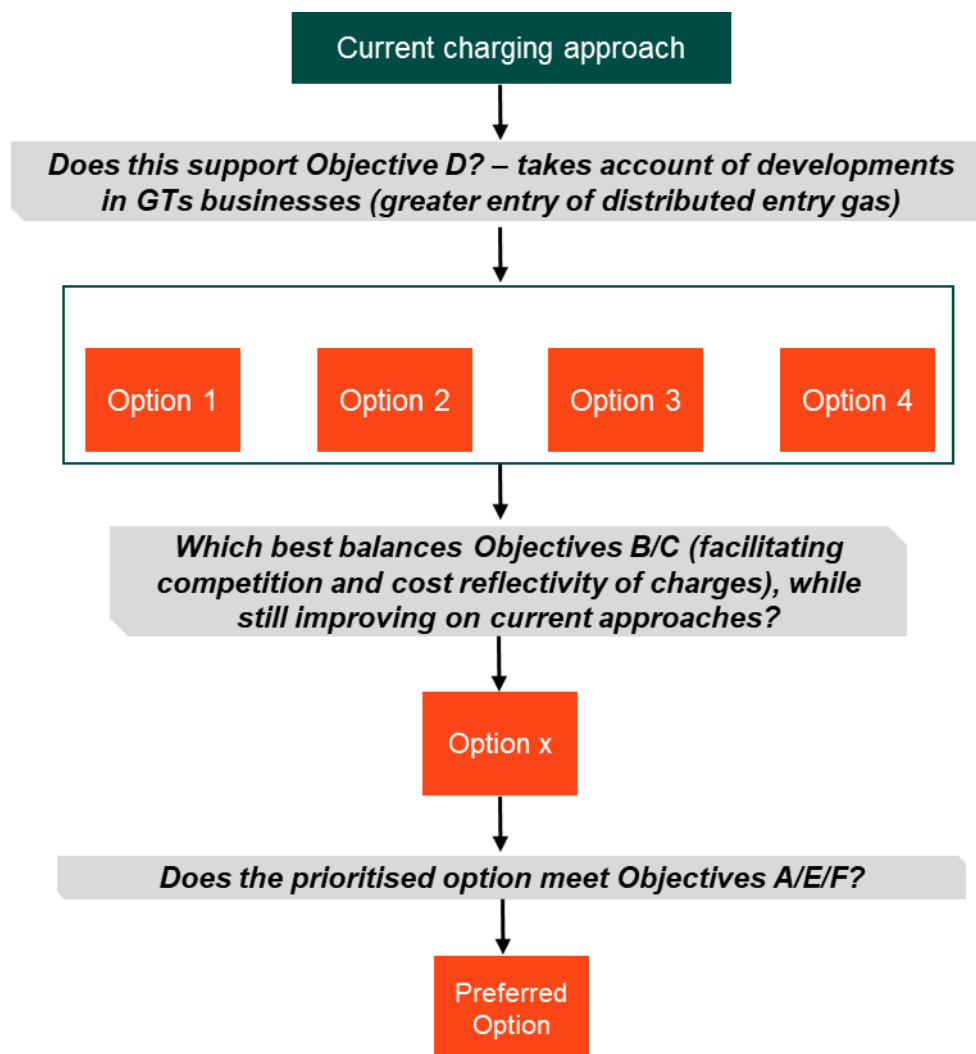 Current charging approach
Does this support Objective D? – takes account of developments
in GTs businesses (greater entry of distributed entry gas)
Option 1
Option 2
Option 3
Option 4
Which best balances Objectives B/C (facilitating
competition and cost reflectivity of charges), while
still improving on current approaches?
Option x
Does the prioritised option meet Objectives A/E/F?
Preferred
Option